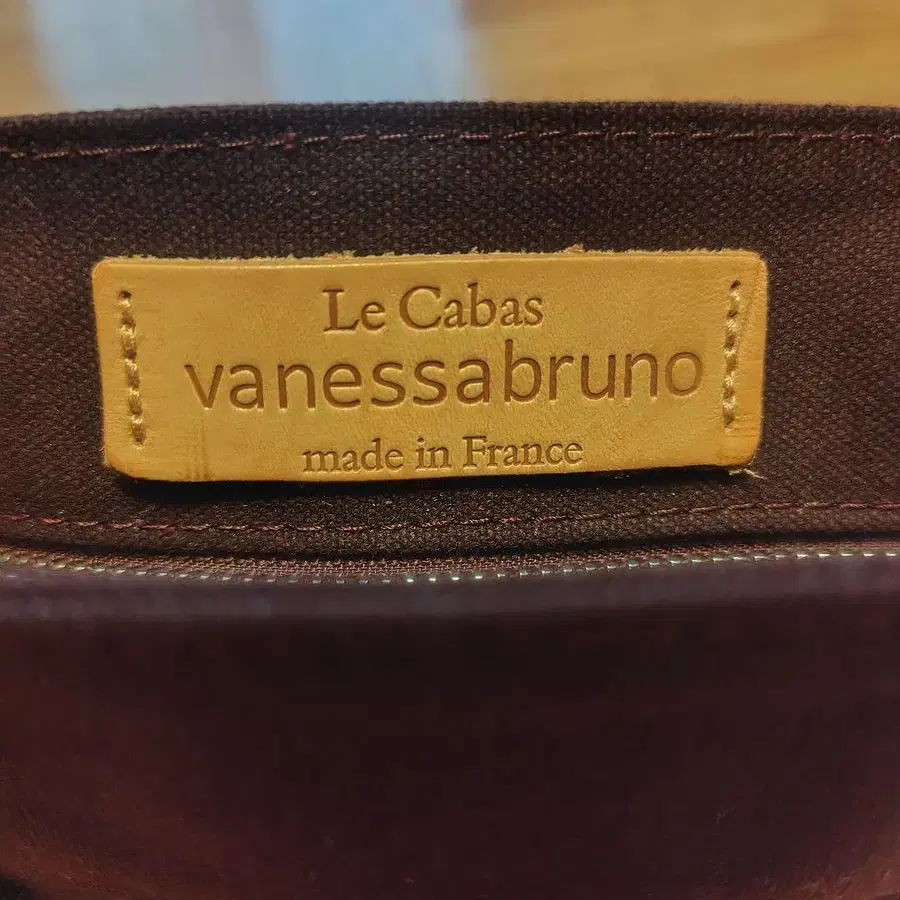 Le Cabas
vanessabruno
made in France